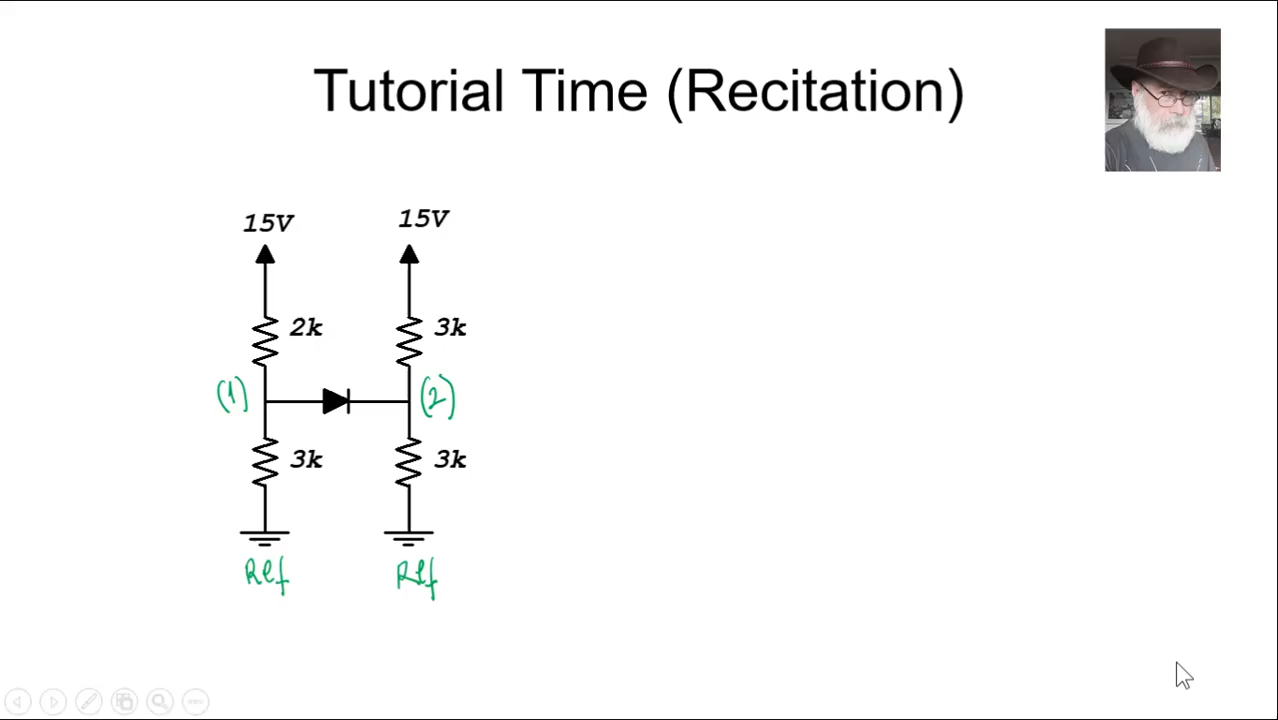 Tutorial Time (Recitation)
15V 15V
2k 3k
(1) (2)
3k 3k
Ref Ref